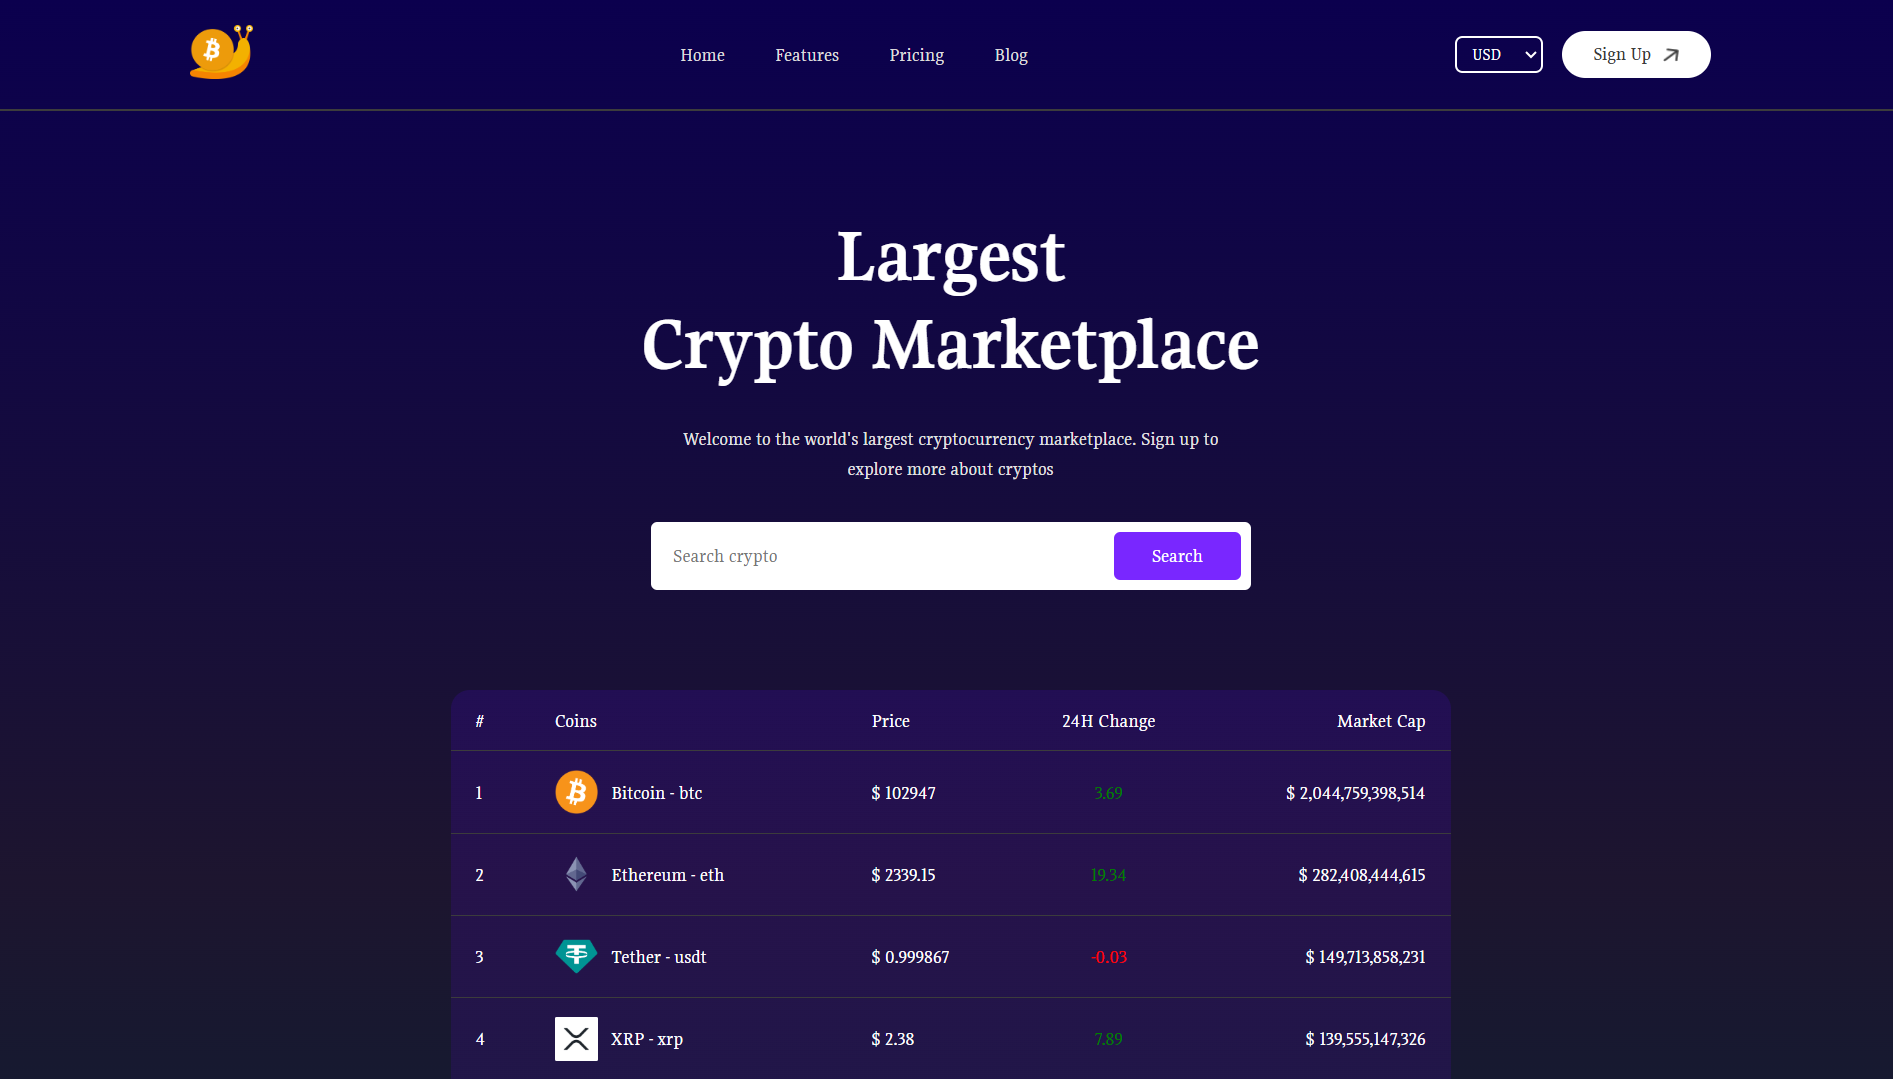 Home Features Pricing Blog USD Sign Up
Largest
Crypto Marketplace
Welcome to the world's largest cryptocurrency marketplace. Sign up to
explore more about cryptos
Search crypto Search
# Coins Price 24H Change Market Cap
1 Bitcoin - btc $ 102947 3.69 $ 2,044,759,398,514
2 Ethereum - eth $ 2339.15 19.34 $ 282,408,444,615
3 Tether - usdt $ 0.999867 -0.03 $ 149,713,858,231
4 XRP - xrp $ 2.38 7.89 $ 139,555,147,326